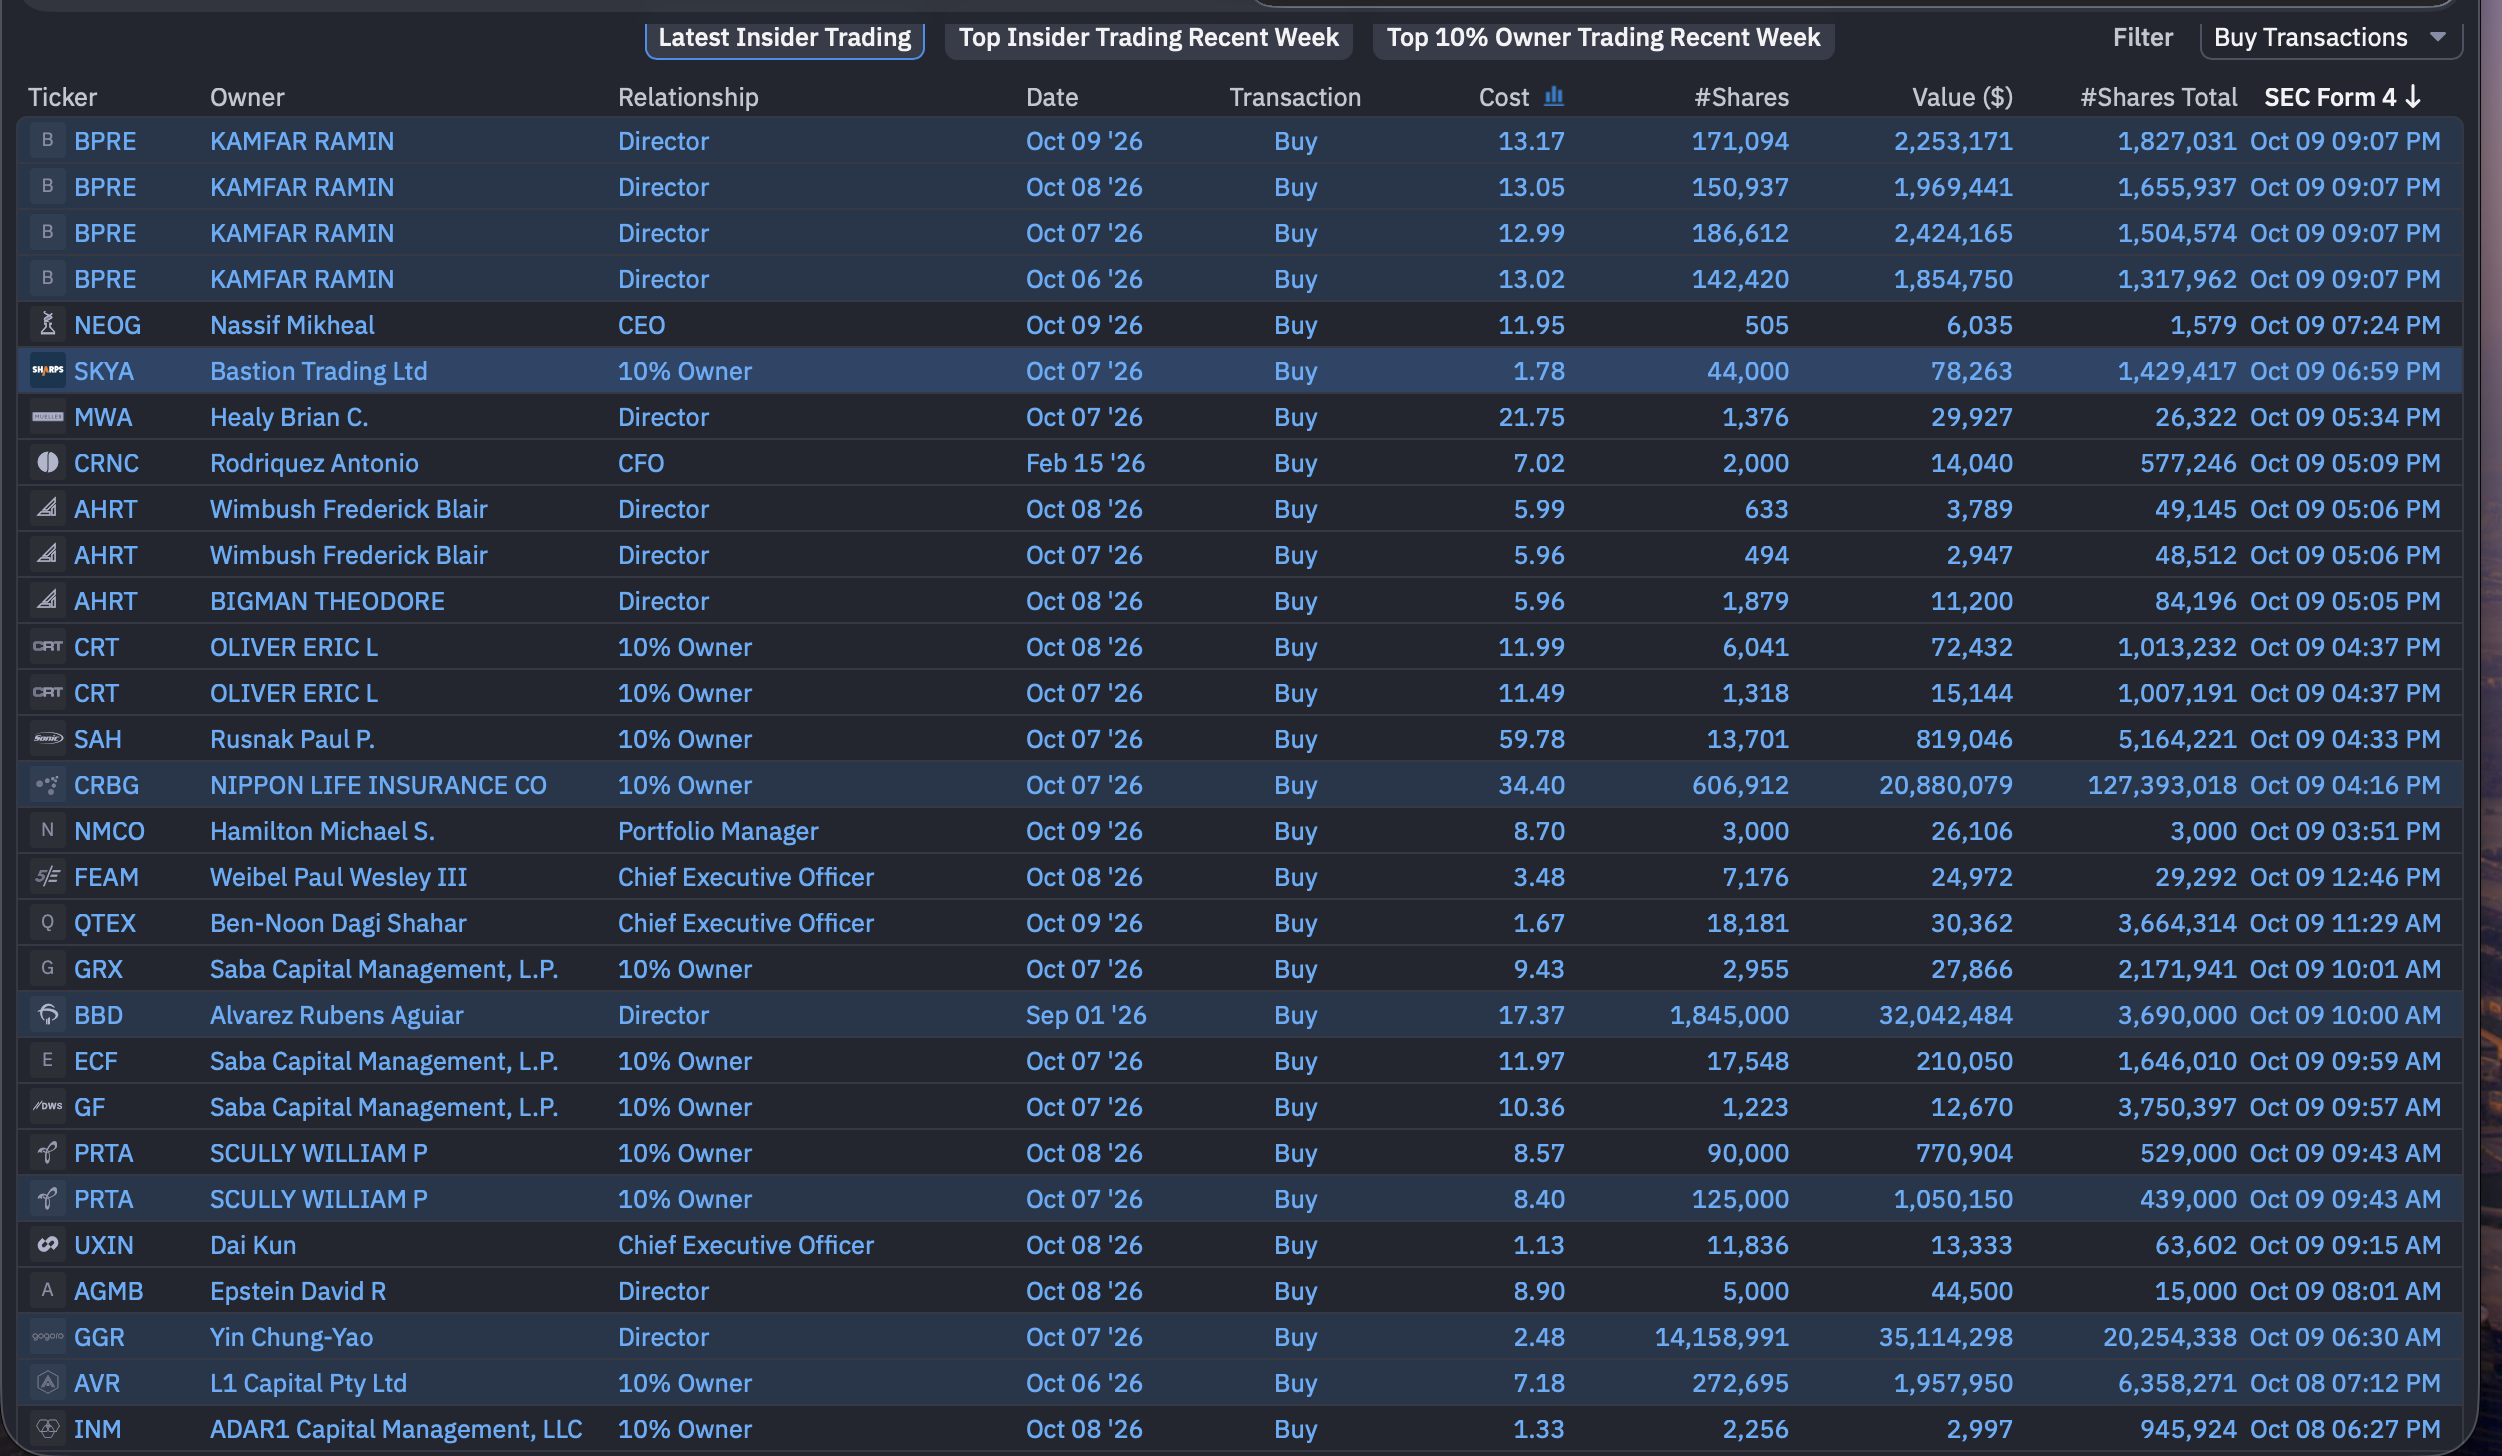 Latest Insider Trading Top Insider Trading Recent Week Top 10% Owner Trading Recent Week Filter Buy Transactions
Ticker Owner Relationship Date Transaction Cost #Shares Value ($) #Shares Total SEC Form 4 ↓
B BPRE KAMFAR RAMIN Director Oct 09 '26 Buy 13.17 171,094 2,253,171 1,827,031 Oct 09 09:07 PM
B BPRE KAMFAR RAMIN Director Oct 08 '26 Buy 13.05 150,937 1,969,441 1,655,937 Oct 09 09:07 PM
B BPRE KAMFAR RAMIN Director Oct 07 '26 Buy 12.99 186,612 2,424,165 1,504,574 Oct 09 09:07 PM
B BPRE KAMFAR RAMIN Director Oct 06 '26 Buy 13.02 142,420 1,854,750 1,317,962 Oct 09 09:07 PM
NEOG Nassif Mikheal CEO Oct 09 '26 Buy 11.95 505 6,035 1,579 Oct 09 07:24 PM
SHARPS SKYA Bastion Trading Ltd 10% Owner Oct 07 '26 Buy 1.78 44,000 78,263 1,429,417 Oct 09 06:59 PM
MUELLER MWA Healy Brian C. Director Oct 07 '26 Buy 21.75 1,376 29,927 26,322 Oct 09 05:34 PM
CRNC Rodriquez Antonio CFO Feb 15 '26 Buy 7.02 2,000 14,040 577,246 Oct 09 05:09 PM
AHRT Wimbush Frederick Blair Director Oct 08 '26 Buy 5.99 633 3,789 49,145 Oct 09 05:06 PM
AHRT Wimbush Frederick Blair Director Oct 07 '26 Buy 5.96 494 2,947 48,512 Oct 09 05:06 PM
AHRT BIGMAN THEODORE Director Oct 08 '26 Buy 5.96 1,879 11,200 84,196 Oct 09 05:05 PM
CRT CRT OLIVER ERIC L 10% Owner Oct 08 '26 Buy 11.99 6,041 72,432 1,013,232 Oct 09 04:37 PM
CRT CRT OLIVER ERIC L 10% Owner Oct 07 '26 Buy 11.49 1,318 15,144 1,007,191 Oct 09 04:37 PM
Sonic SAH Rusnak Paul P. 10% Owner Oct 07 '26 Buy 59.78 13,701 819,046 5,164,221 Oct 09 04:33 PM
CRBG NIPPON LIFE INSURANCE CO 10% Owner Oct 07 '26 Buy 34.40 606,912 20,880,079 127,393,018 Oct 09 04:16 PM
N NMCO Hamilton Michael S. Portfolio Manager Oct 09 '26 Buy 8.70 3,000 26,106 3,000 Oct 09 03:51 PM
5/E FEAM Weibel Paul Wesley III Chief Executive Officer Oct 08 '26 Buy 3.48 7,176 24,972 29,292 Oct 09 12:46 PM
Q QTEX Ben-Noon Dagi Shahar Chief Executive Officer Oct 09 '26 Buy 1.67 18,181 30,362 3,664,314 Oct 09 11:29 AM
G GRX Saba Capital Management, L.P. 10% Owner Oct 07 '26 Buy 9.43 2,955 27,866 2,171,941 Oct 09 10:01 AM
BBD Alvarez Rubens Aguiar Director Sep 01 '26 Buy 17.37 1,845,000 32,042,484 3,690,000 Oct 09 10:00 AM
E ECF Saba Capital Management, L.P. 10% Owner Oct 07 '26 Buy 11.97 17,548 210,050 1,646,010 Oct 09 09:59 AM
//DWS GF Saba Capital Management, L.P. 10% Owner Oct 07 '26 Buy 10.36 1,223 12,670 3,750,397 Oct 09 09:57 AM
PRTA SCULLY WILLIAM P 10% Owner Oct 08 '26 Buy 8.57 90,000 770,904 529,000 Oct 09 09:43 AM
PRTA SCULLY WILLIAM P 10% Owner Oct 07 '26 Buy 8.40 125,000 1,050,150 439,000 Oct 09 09:43 AM
UXIN Dai Kun Chief Executive Officer Oct 08 '26 Buy 1.13 11,836 13,333 63,602 Oct 09 09:15 AM
A AGMB Epstein David R Director Oct 08 '26 Buy 8.90 5,000 44,500 15,000 Oct 09 08:01 AM
gogoro GGR Yin Chung-Yao Director Oct 07 '26 Buy 2.48 14,158,991 35,114,298 20,254,338 Oct 09 06:30 AM
AVR L1 Capital Pty Ltd 10% Owner Oct 06 '26 Buy 7.18 272,695 1,957,950 6,358,271 Oct 08 07:12 PM
INM ADAR1 Capital Management, LLC 10% Owner Oct 08 '26 Buy 1.33 2,256 2,997 945,924 Oct 08 06:27 PM